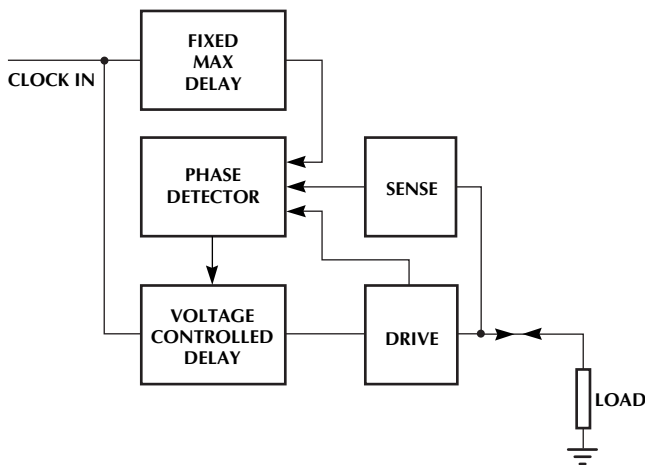 FIXED
MAX
DELAY
CLOCK IN
PHASE
DETECTOR
SENSE
VOLTAGE
CONTROLLED
DELAY
DRIVE
LOAD